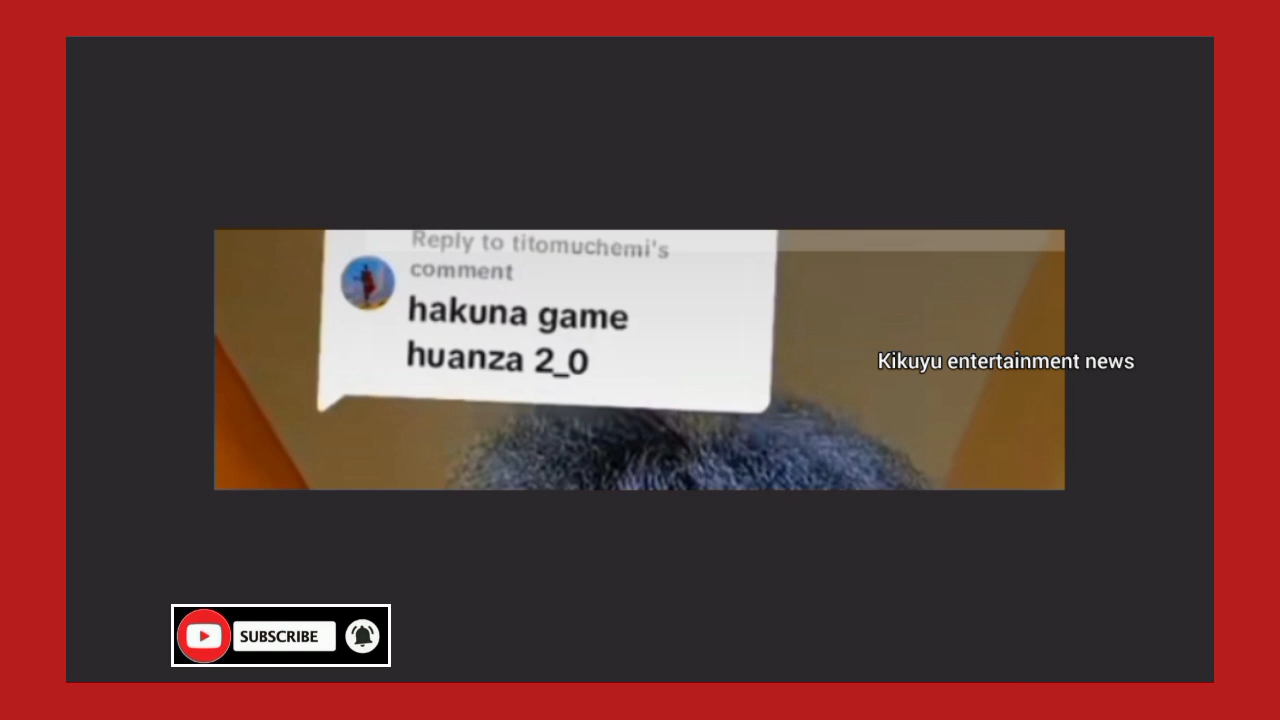 Reply to titomuchemi's
comment
hakuna game
huanza 2_0
Kikuyu entertainment news
SUBSCRIBE